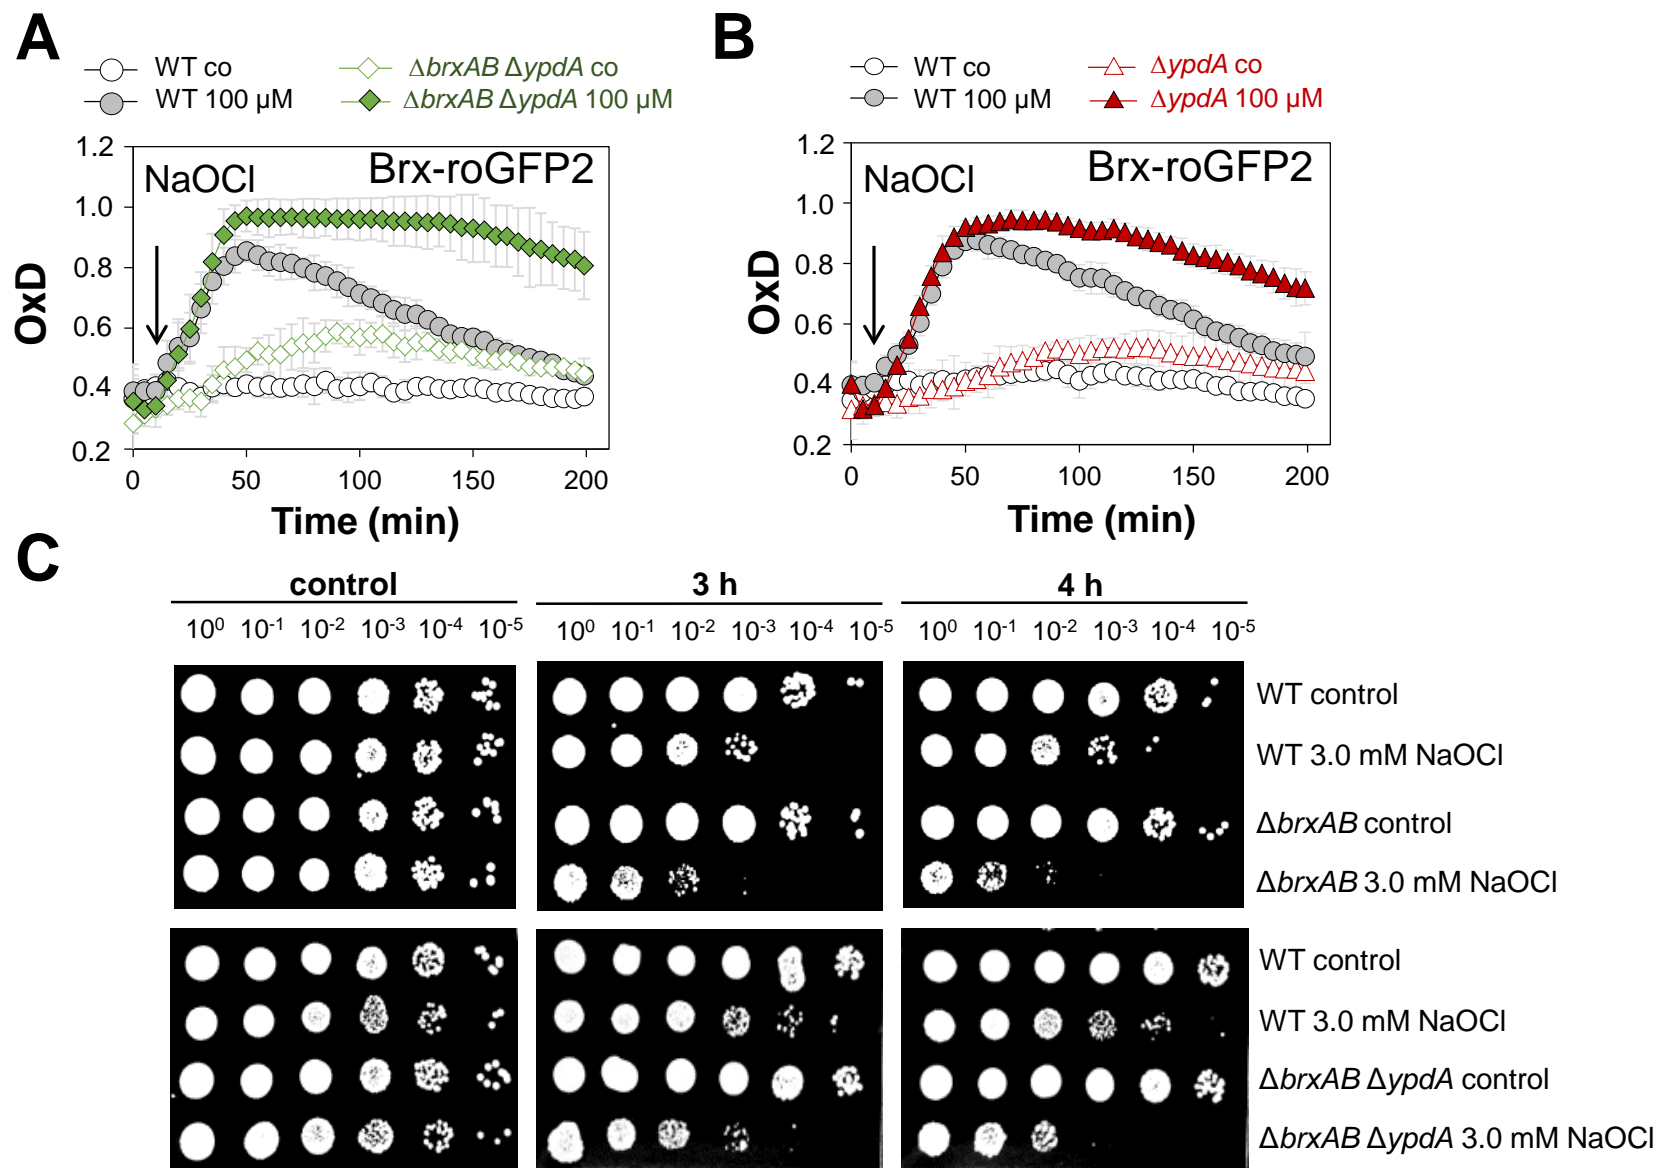 A
WT co
WT 100 µM
ΔbrxAB ΔypdA co
ΔbrxAB ΔypdA 100 µM
1.2
1.0
0.8
0.6
0.4
0.2
OxD
NaOCl
Brx-roGFP2
0 50 100 150 200
Time (min)
B
WT co
WT 100 µM
ΔypdA co
ΔypdA 100 µM
1.2
1.0
0.8
0.6
0.4
0.2
OxD
NaOCl
Brx-roGFP2
0 50 100 150 200
Time (min)
C
control 3 h 4 h
10⁰ 10⁻¹ 10⁻² 10⁻³ 10⁻⁴ 10⁻⁵ 10⁰ 10⁻¹ 10⁻² 10⁻³ 10⁻⁴ 10⁻⁵ 10⁰ 10⁻¹ 10⁻² 10⁻³ 10⁻⁴ 10⁻⁵
WT control
WT 3.0 mM NaOCl
ΔbrxAB control
ΔbrxAB 3.0 mM NaOCl
WT control
WT 3.0 mM NaOCl
ΔbrxAB ΔypdA control
ΔbrxAB ΔypdA 3.0 mM NaOCl